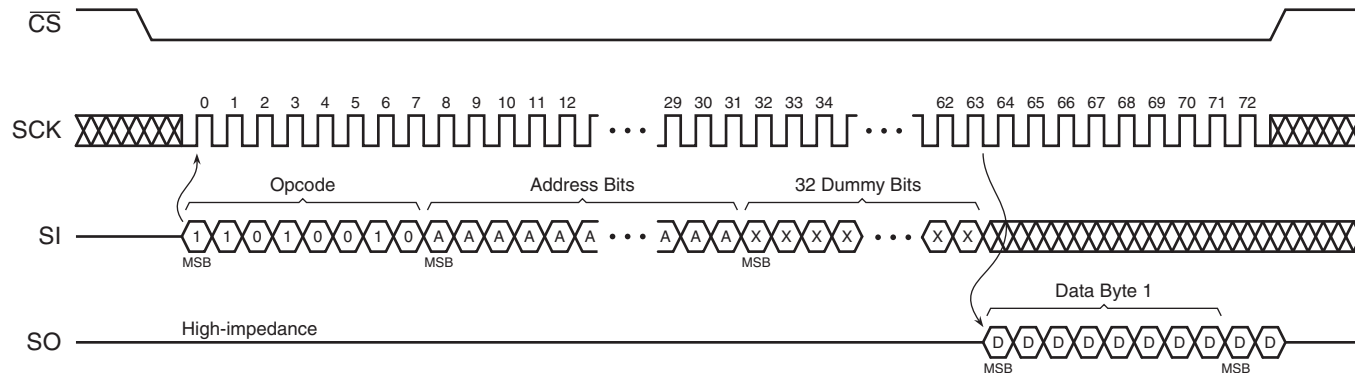 CS
0 1 2 3 4 5 6 7 8 9 10 11 12 29 30 31 32 33 34 62 63 64 65 66 67 68 69 70 71 72
SCK
Opcode Address Bits 32 Dummy Bits
SI 1 1 0 1 0 0 1 0 A A A A A A A A A X X X X X X
MSB MSB MSB
Data Byte 1
High-impedance
SO D D D D D D D D D D
MSB MSB